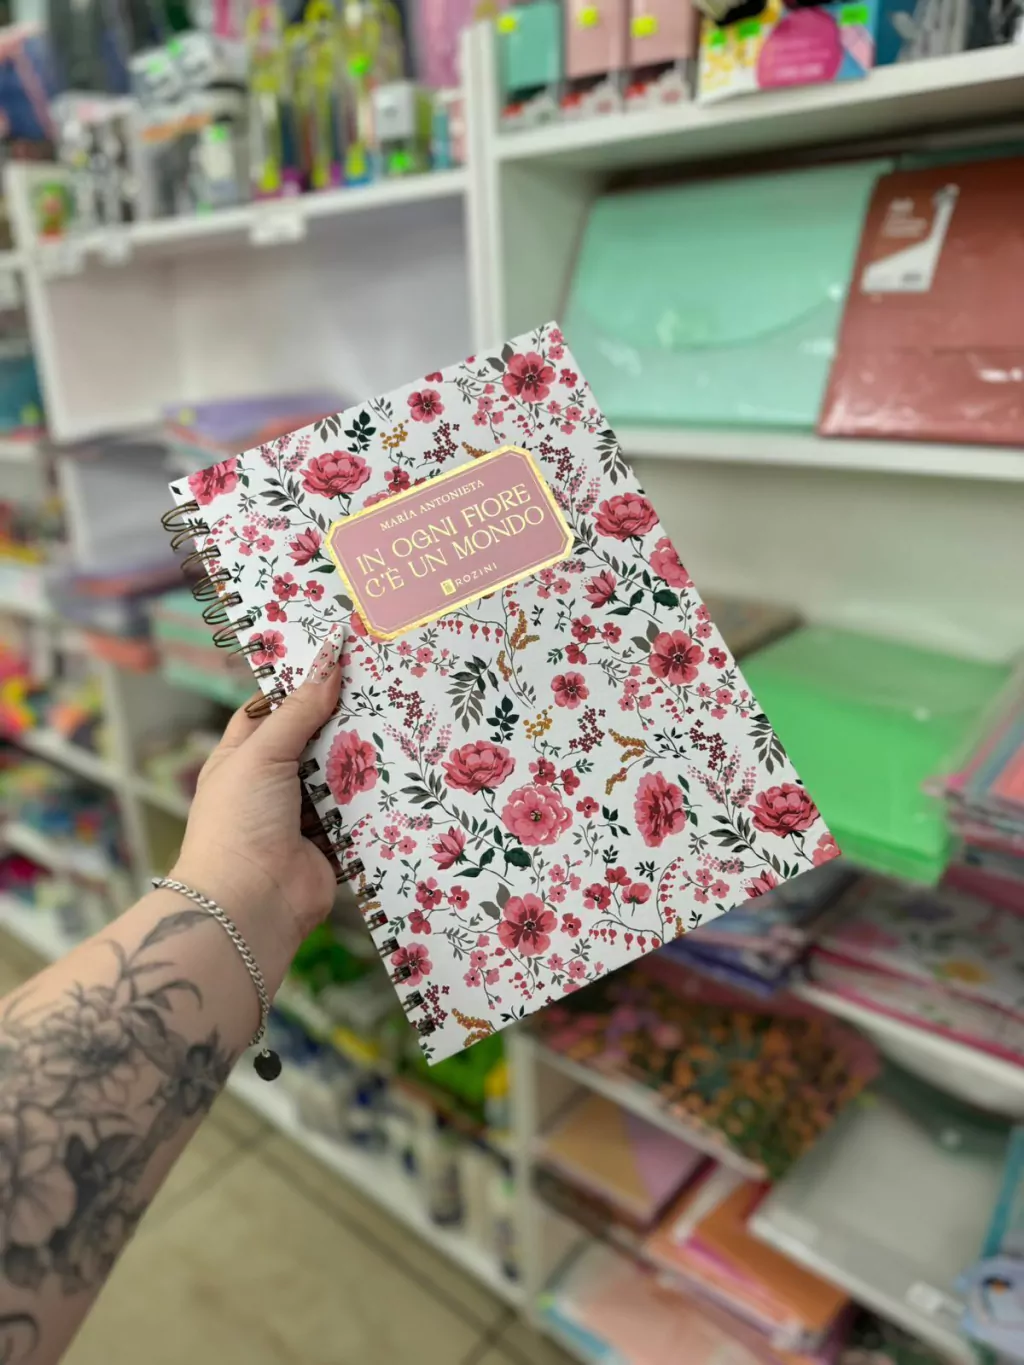 MARÍA ANTONIETA
IN OGNI FIORE
C'È UN MONDO
ROZINI